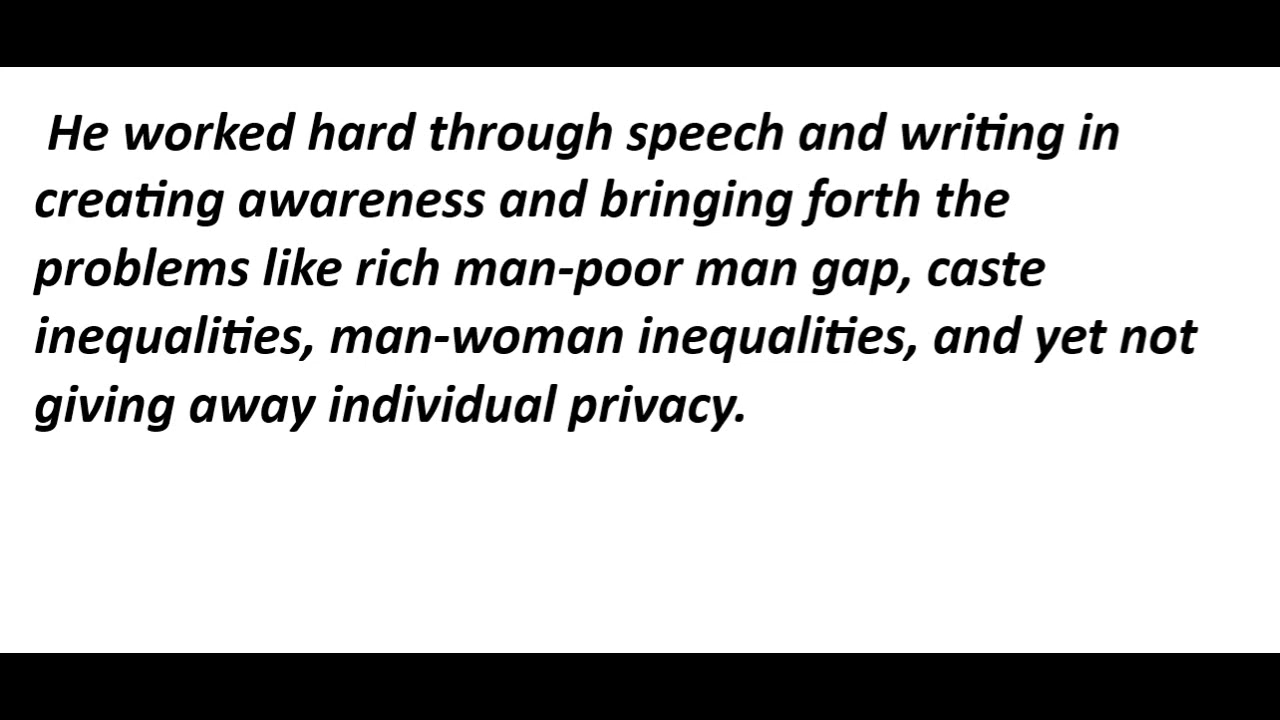 He worked hard through speech and writing in
creating awareness and bringing forth the
problems like rich man-poor man gap, caste
inequalities, man-woman inequalities, and yet not
giving away individual privacy.